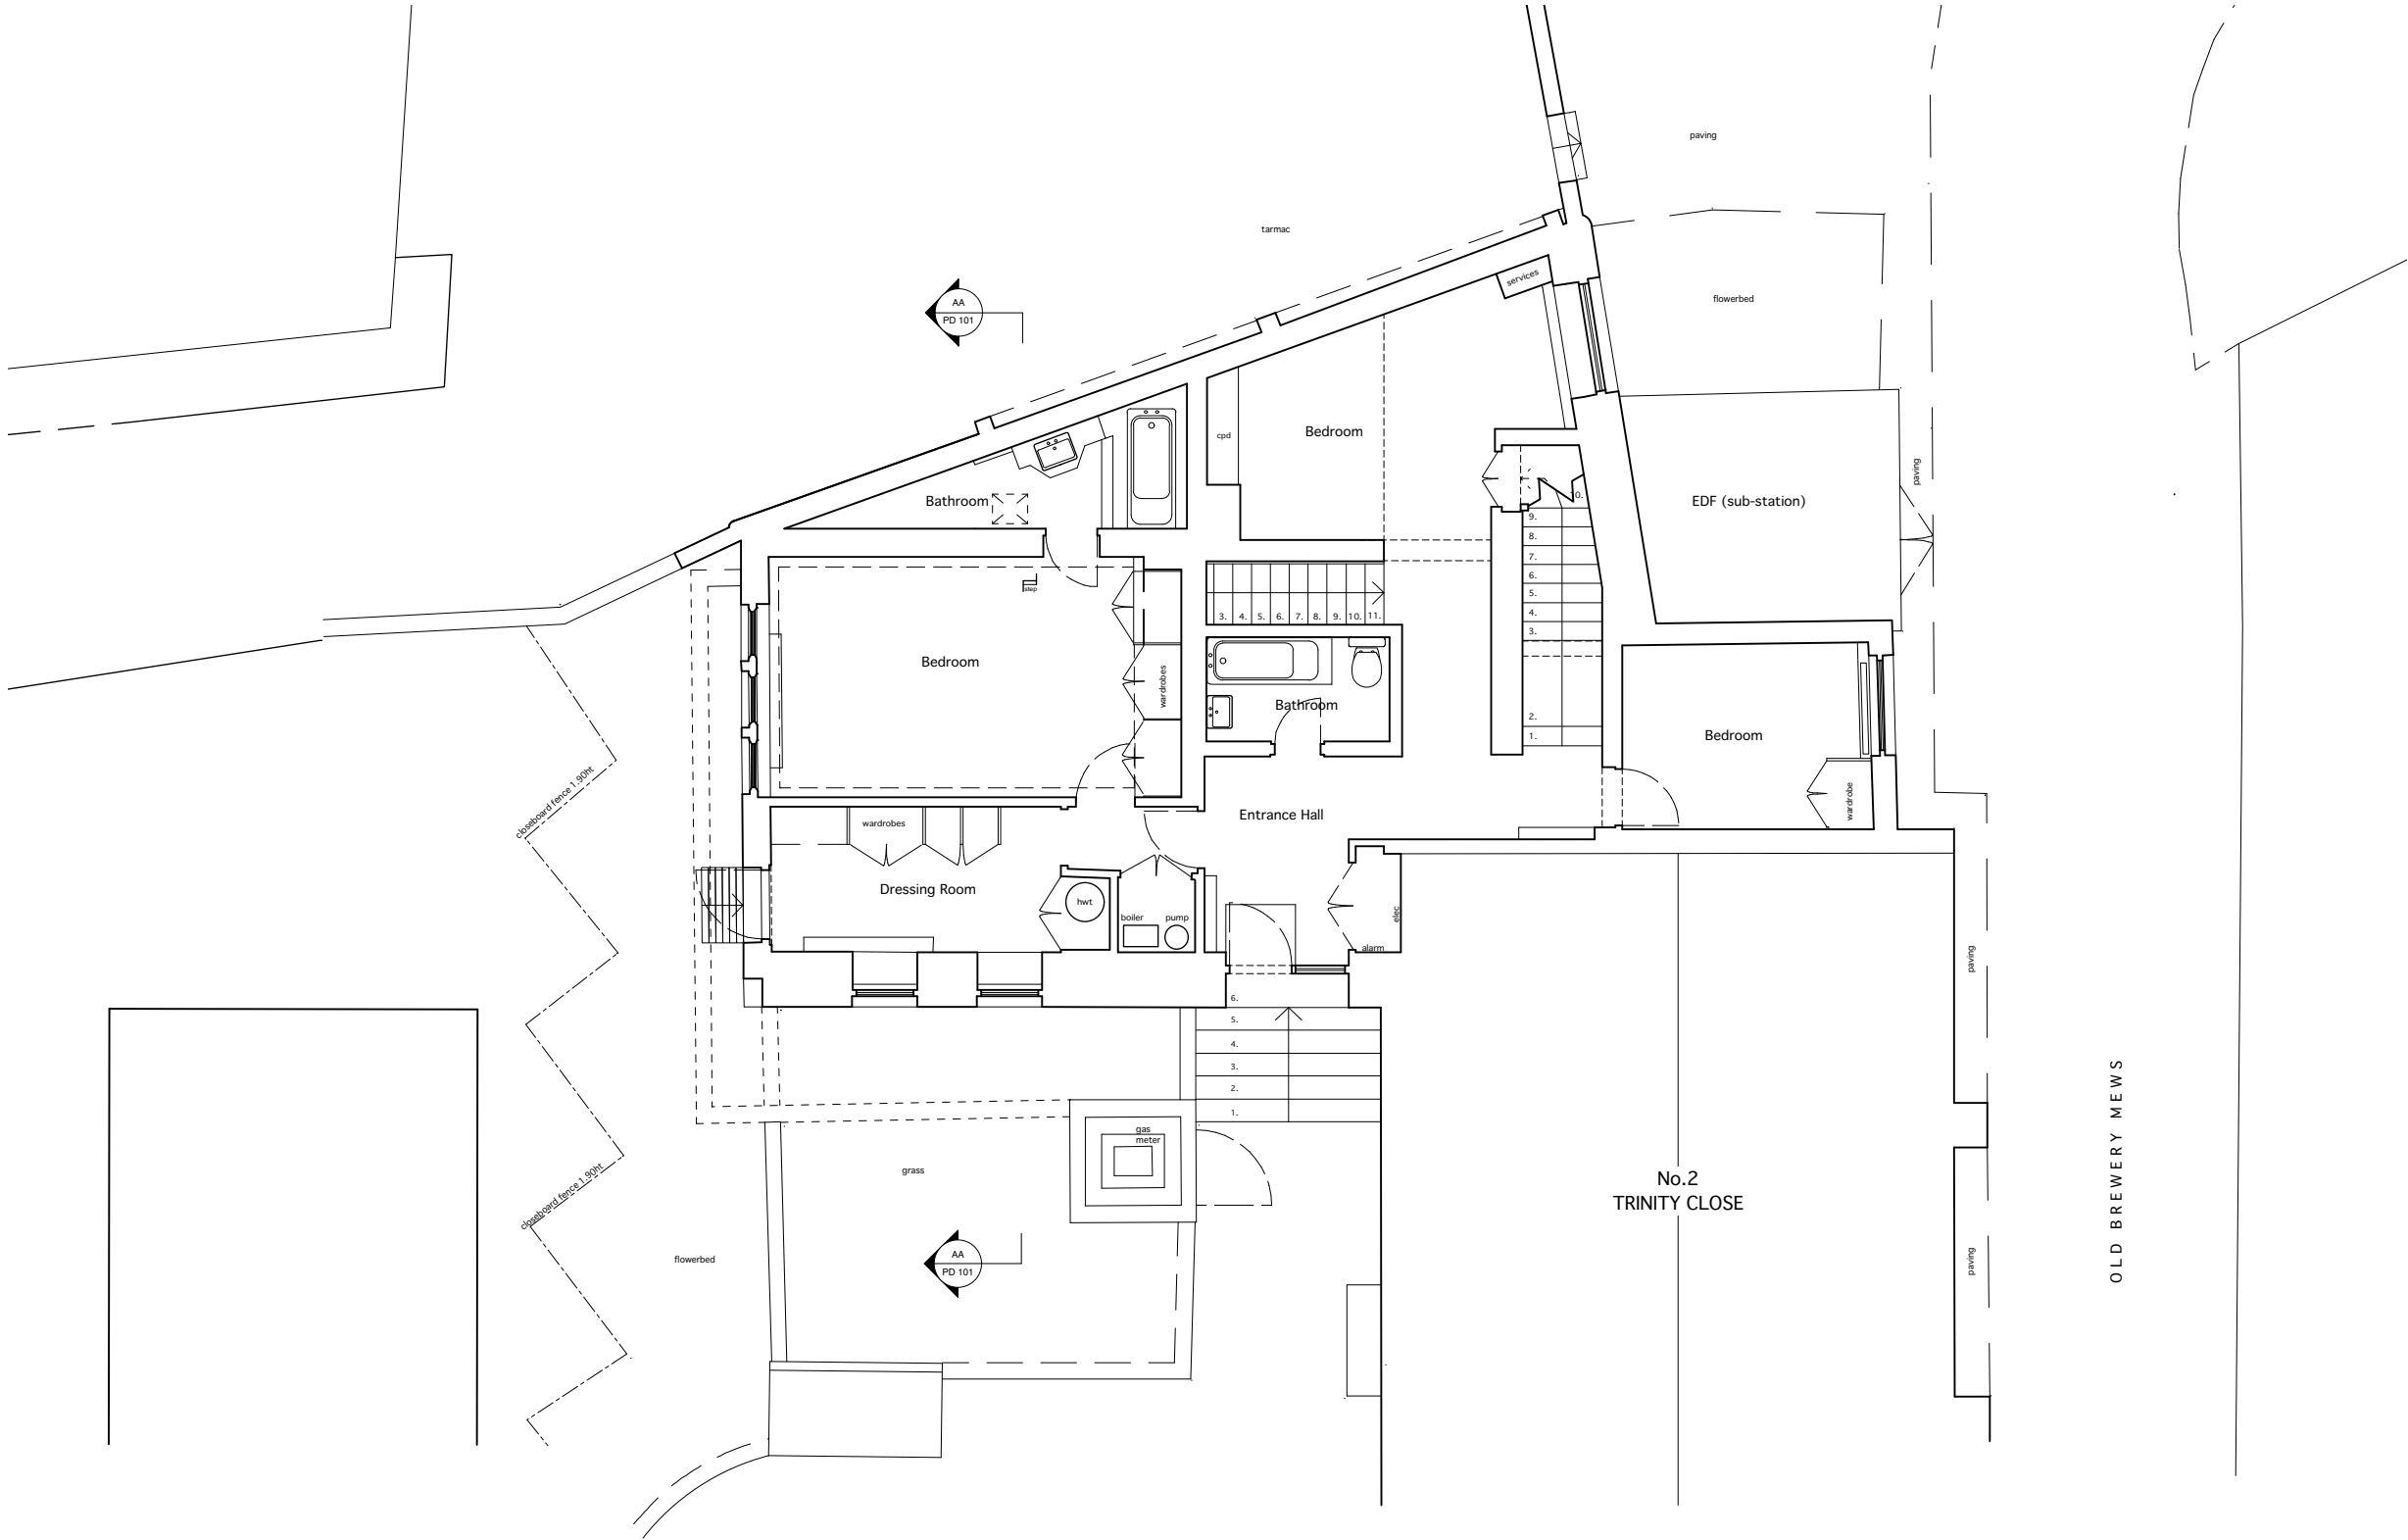 paving
tarmac
services
flowerbed
AA
PD 101
cpd
Bedroom
Bathroom
paving
EDF (sub-station)
10.
9.
8.
7.
6.
5.
4.
3.
2.
1.
step
3. 4. 5. 6. 7. 8. 9. 10. 11.
Bedroom
wardrobes
Bathroom
Bedroom
wardrobe
closeboard fence 1.90ht
Entrance Hall
wardrobes
Dressing Room
hwt
boiler
pump
elec
alarm
paving
6.
5.
4.
3.
2.
1.
gas
meter
grass
closeboard fence 1.90ht
No.2
TRINITY CLOSE
OLD BREWERY MEWS
flowerbed
AA
PD 101
paving